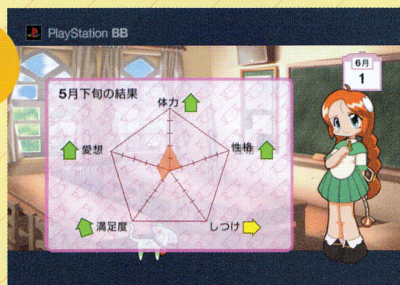 PlayStation BB
6月
1
5月下旬の結果
体力
愛想
性格
満足度
しつけ